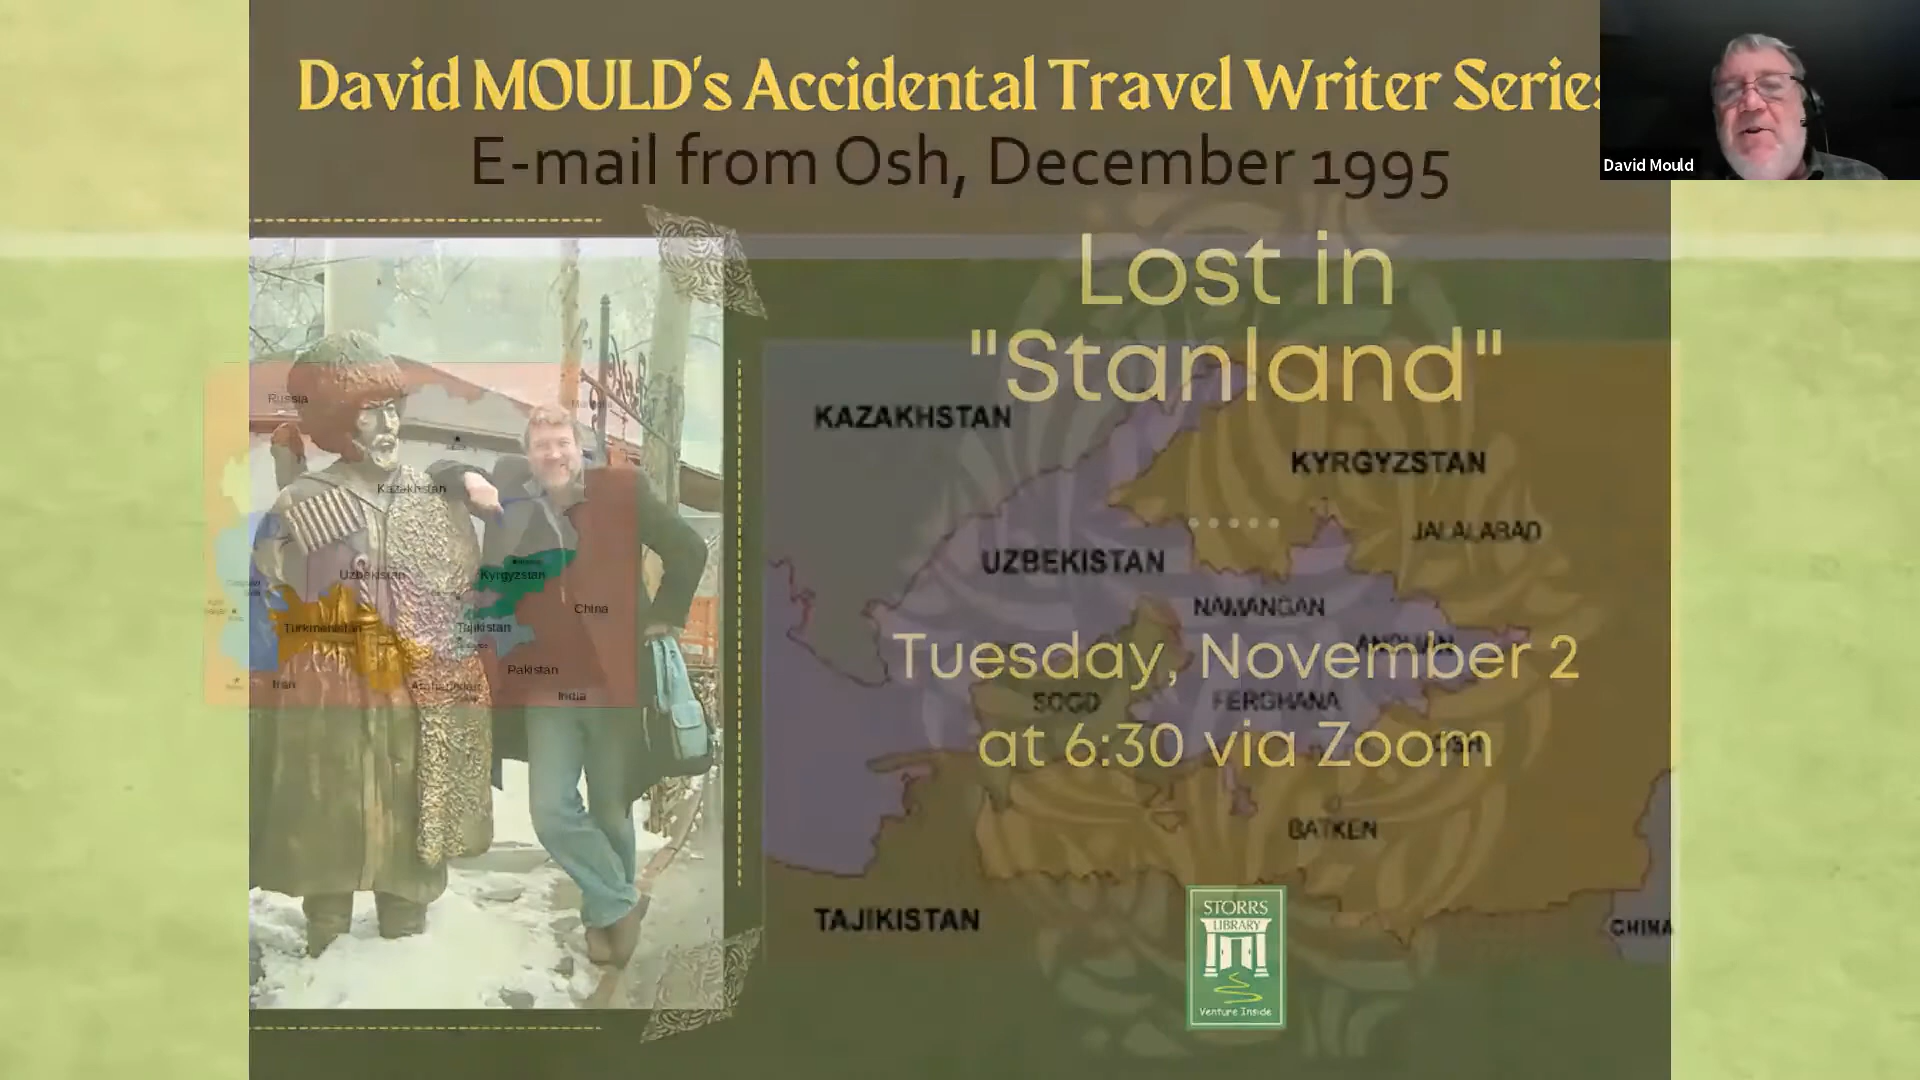 David MOULD's Accidental Travel Writer Series
E-mail from Osh, December 1995
David Mould
Lost in
"Stanland"
Tuesday, November 2
at 6:30 via Zoom
KAZAKHSTAN
KYRGYZSTAN
JALALABAD
UZBEKISTAN
NAMANGAN
ANDIJAN
SOGD
FERGHANA
OSH
BATKEN
TAJIKISTAN
CHINA
Russia
Kazakhstan
Uzbekistan
Kyrgyzstan
China
Turkmenistan
Tajikistan
Pakistan
Iran
Afghanistan
India
STORRS
LIBRARY
Venture Inside